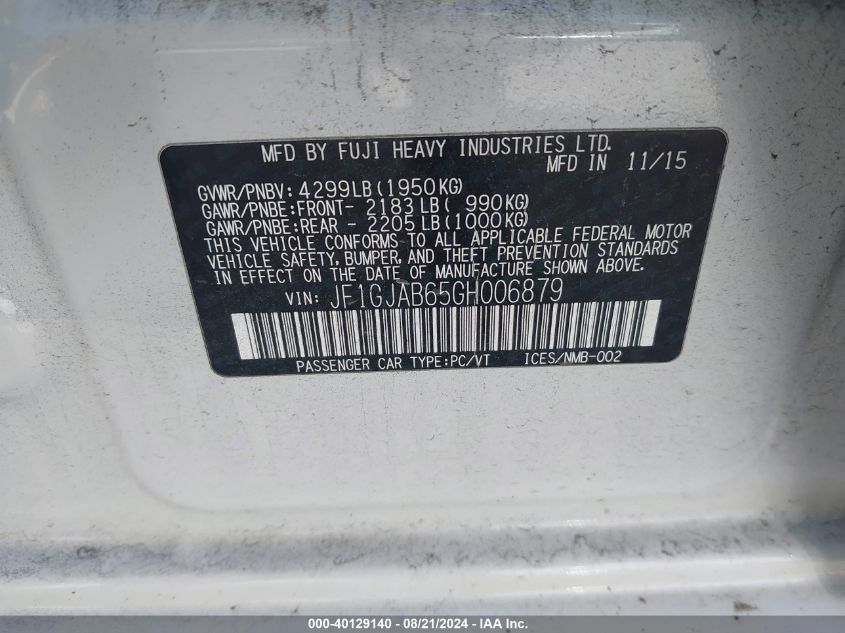 MFD BY FUJI HEAVY INDUSTRIES LTD.
MFD IN 11/15
GVWR/PNBV: 4299LB(1950KG)
GAWR/PNBE:FRONT- 2183LB( 990KG)
GAWR/PNBE:REAR - 2205LB(1000KG)
THIS VEHICLE CONFORMS TO ALL APPLICABLE FEDERAL MOTOR
VEHICLE SAFETY, BUMPER, AND THEFT PREVENTION STANDARDS
IN EFFECT ON THE DATE OF MANUFACTURE SHOWN ABOVE.
VIN: JF1GJAB65GH006879
PASSENGER CAR TYPE:PC/VT ICES/NMB-002
000-40129140 - 08/21/2024 - IAA Inc.